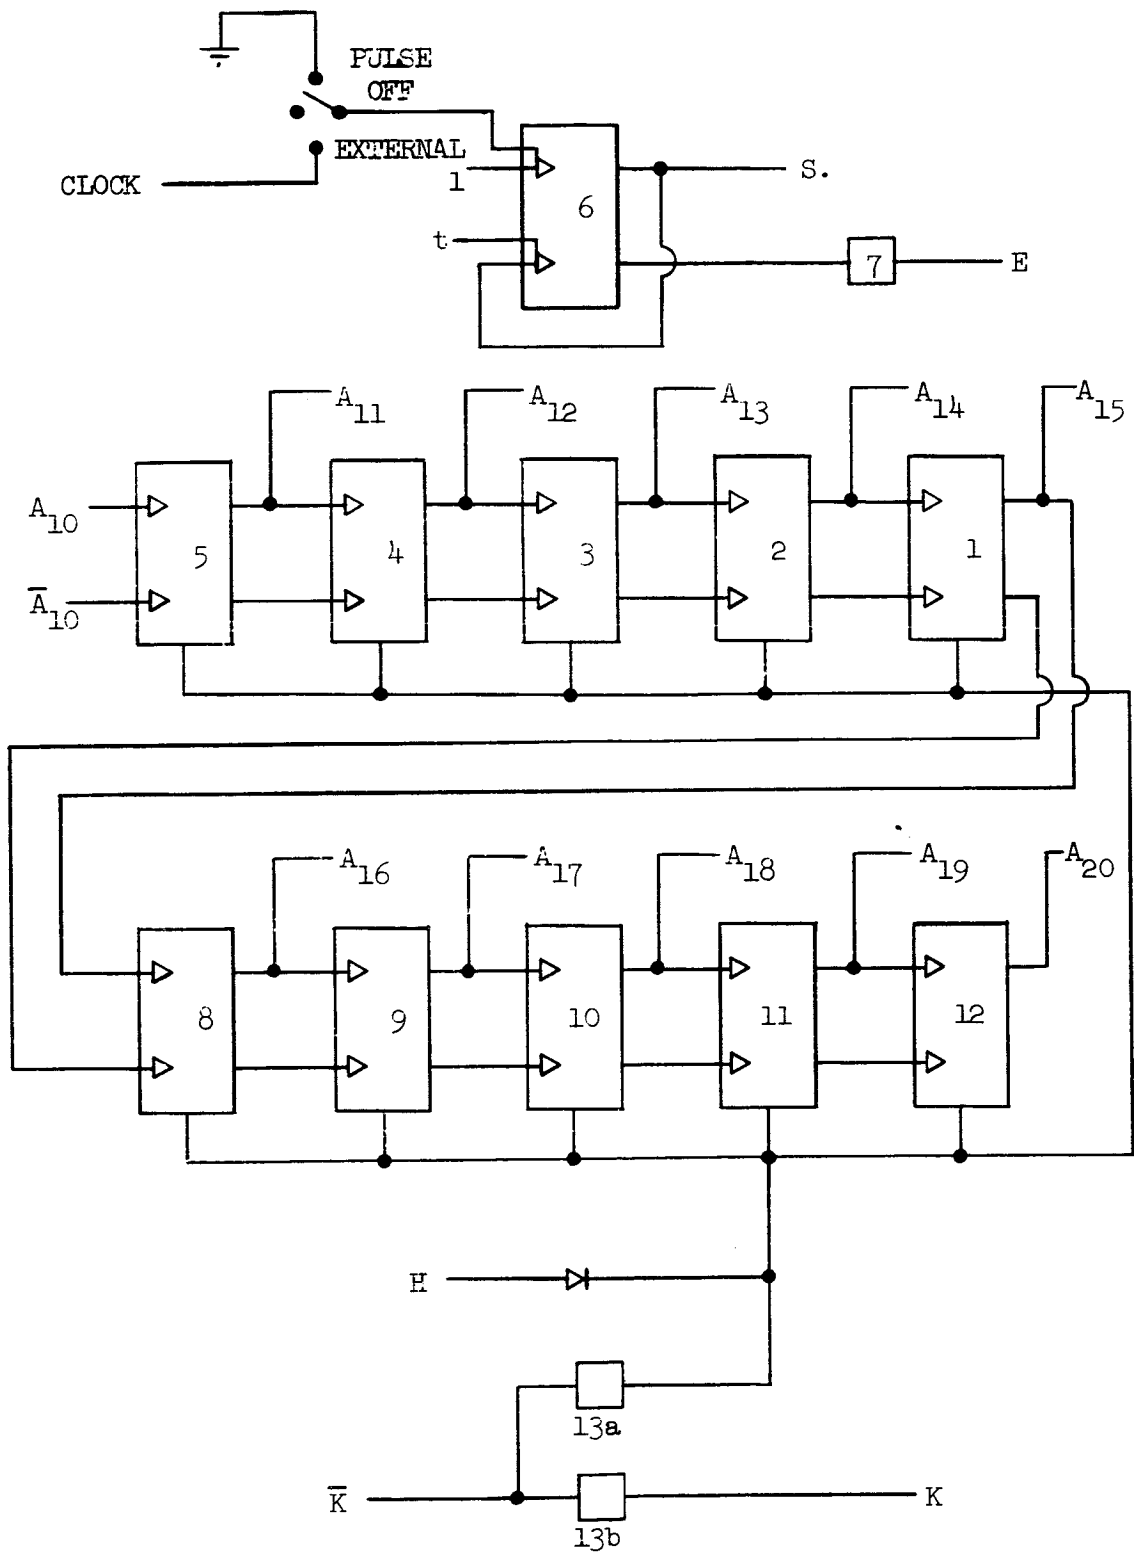 PULSE
OFF
EXTERNAL
CLOCK
1
t
6
S.
7
E
A₁₁
A₁₂
A₁₃
A₁₄
A₁₅
A₁₀
A̅₁₀
5
4
3
2
1
A₁₆
A₁₇
A₁₈
A₁₉
A₂₀
8
9
10
11
12
H
13a
K̅
K
13b